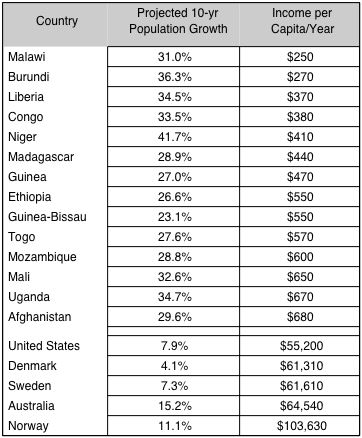 Country Projected 10-yr Population Growth Income per Capita/Year
Malawi 31.0% $250
Burundi 36.3% $270
Liberia 34.5% $370
Congo 33.5% $380
Niger 41.7% $410
Madagascar 28.9% $440
Guinea 27.0% $470
Ethiopia 26.6% $550
Guinea-Bissau 23.1% $550
Togo 27.6% $570
Mozambique 28.8% $600
Mali 32.6% $650
Uganda 34.7% $670
Afghanistan 29.6% $680
United States 7.9% $55,200
Denmark 4.1% $61,310
Sweden 7.3% $61,610
Australia 15.2% $64,540
Norway 11.1% $103,630